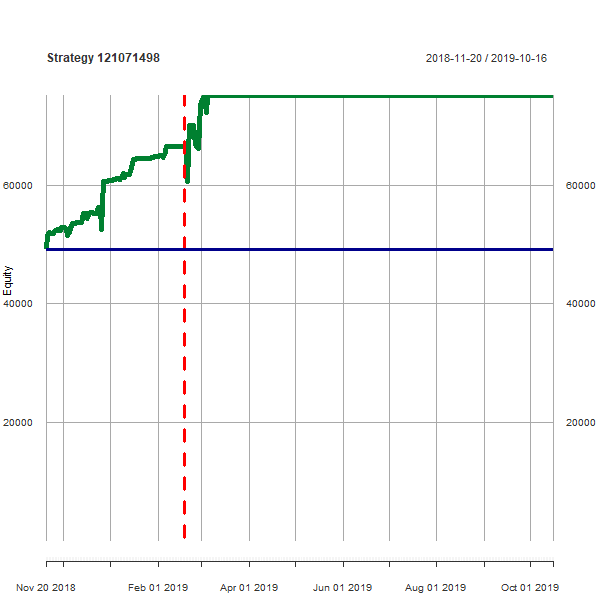 Strategy 121071498
2018-11-20 / 2019-10-16
60000
60000
Equity
40000
40000
20000
20000
Nov 20 2018
Feb 01 2019
Apr 01 2019
Jun 01 2019
Aug 01 2019
Oct 01 2019